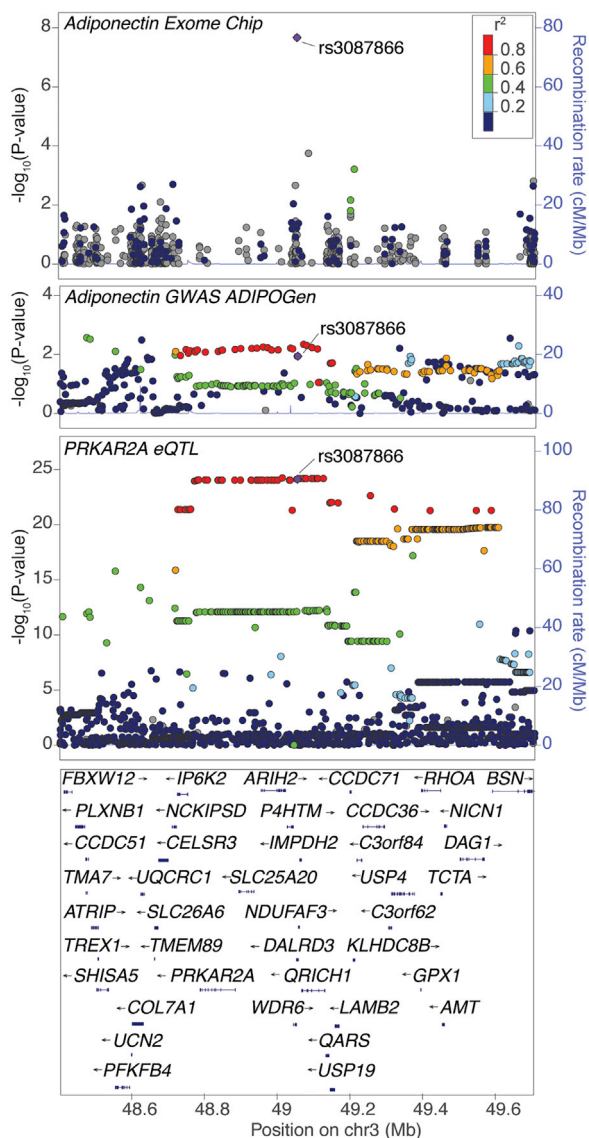 Adiponectin Exome Chip
r²
0.8
0.6
0.4
0.2
rs3087866
8
6
4
2
0
80
60
40
20
0
-log10(P-value)
Recombination rate (cM/Mb)
Adiponectin GWAS ADIPOGen
rs3087866
4
2
0
40
20
0
-log10(P-value)
PRKAR2A eQTL
rs3087866
25
20
15
10
5
0
100
80
60
40
20
0
-log10(P-value)
Recombination rate (cM/Mb)
FBXW12→ ←IP6K2 ARIH2→ ←CCDC71 ←RHOA BSN→
←PLXNB1 ←NCKIPSD P4HTM→ ←CCDC36→ ←NICN1
←CCDC51 ←CELSR3 ←IMPDH2 ←C3orf84 DAG1→
TMA7→ ←UQCRC1 ←SLC25A20 ←USP4 TCTA→
ATRIP→ ←SLC26A6 NDUFAF3→ ←C3orf62
TREX1→ ←TMEM89 ←DALRD3 KLHDC8B→
←SHISA5 ←PRKAR2A ←QRICH1 ←GPX1
←COL7A1 WDR6→ ←LAMB2 ←AMT
←UCN2 ←QARS
←PFKFB4 ←USP19
48.6 48.8 49 49.2 49.4 49.6
Position on chr3 (Mb)